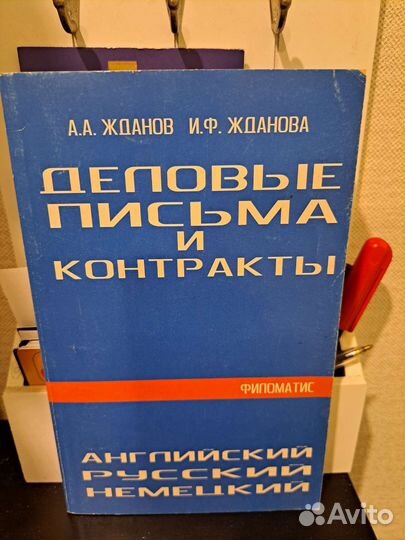 А.А. ЖДАНОВ И.Ф. ЖДАНОВА
ДЕЛОВЫЕ
ПИСЬМА
И
КОНТРАКТЫ
ФИЛОМАТИС
АНГЛИЙСКИЙ
РУССКИЙ
НЕМЕЦКИЙ
Avito